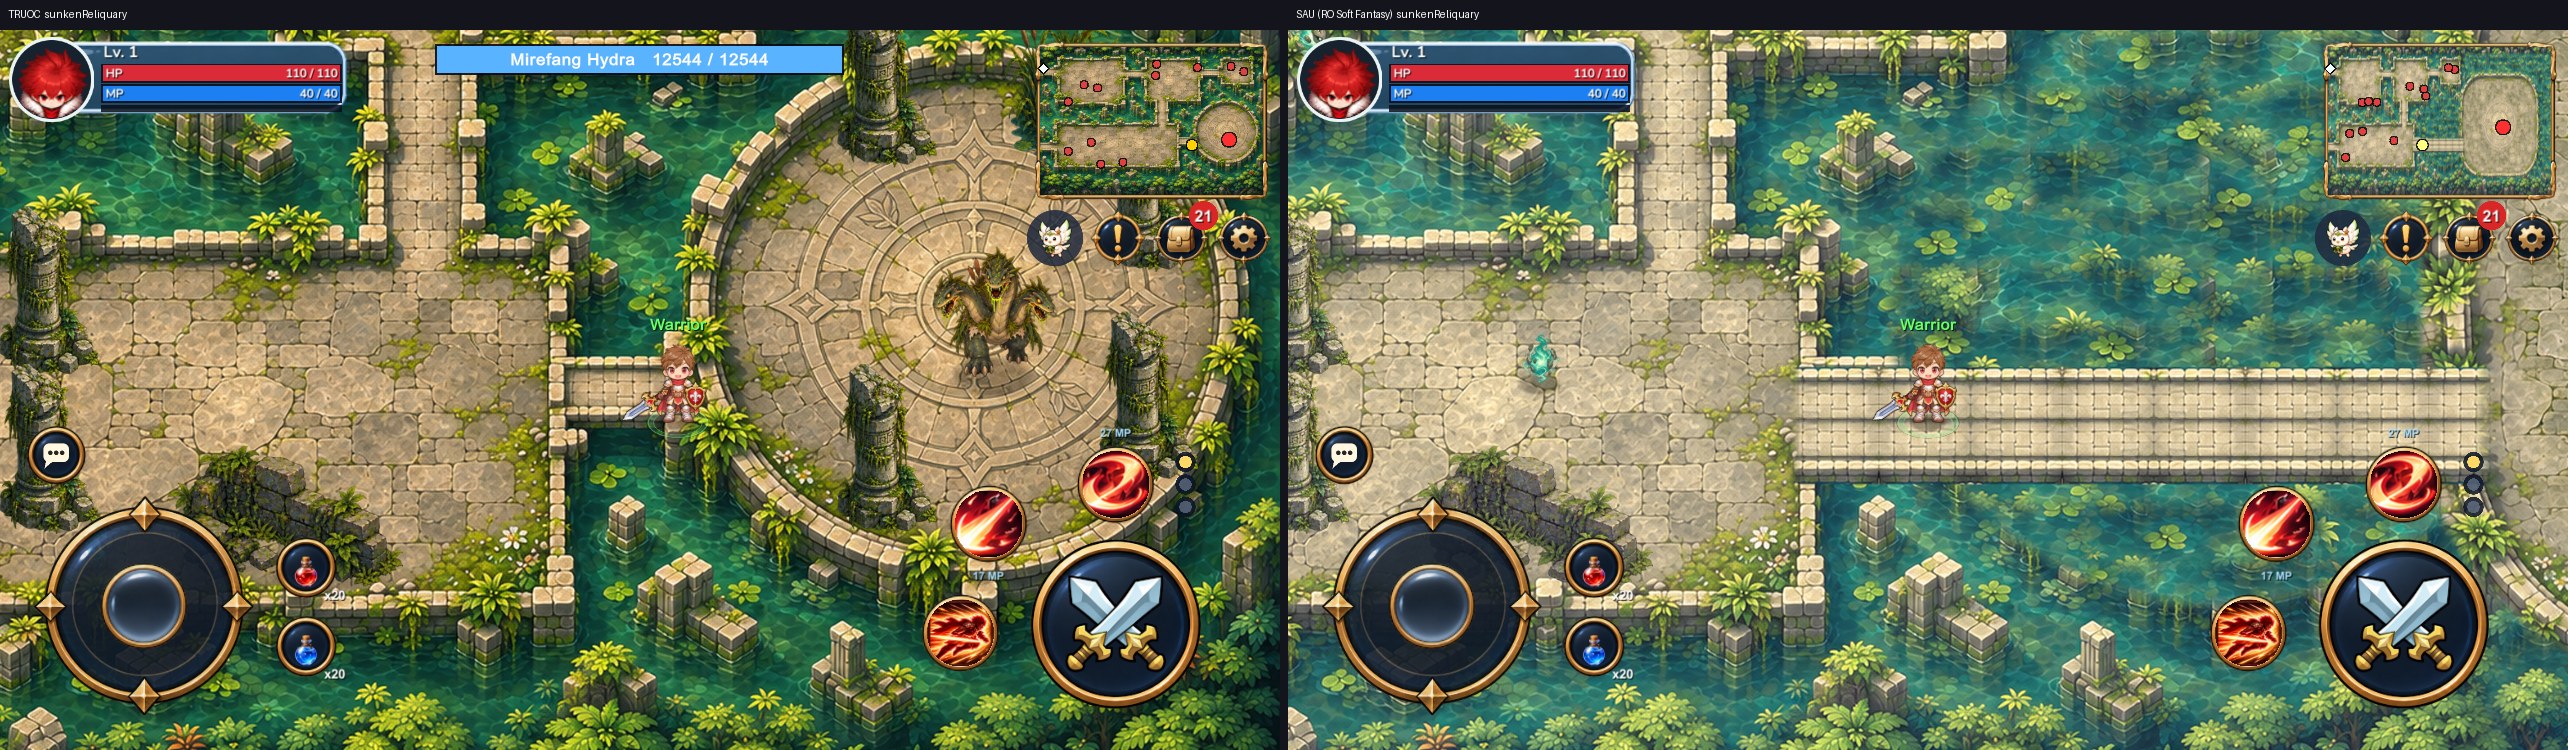 TRUOC sunkenReliquary
Lv. 1
HP 110 / 110
MP 40 / 40
Mirefang Hydra 12544 / 12544
21
Warrior
27 MP
17 MP
x20
x20
SAU (RO Soft Fantasy) sunkenReliquary
Lv. 1
HP 110 / 110
MP 40 / 40
21
Warrior
27 MP
17 MP
x20
x20